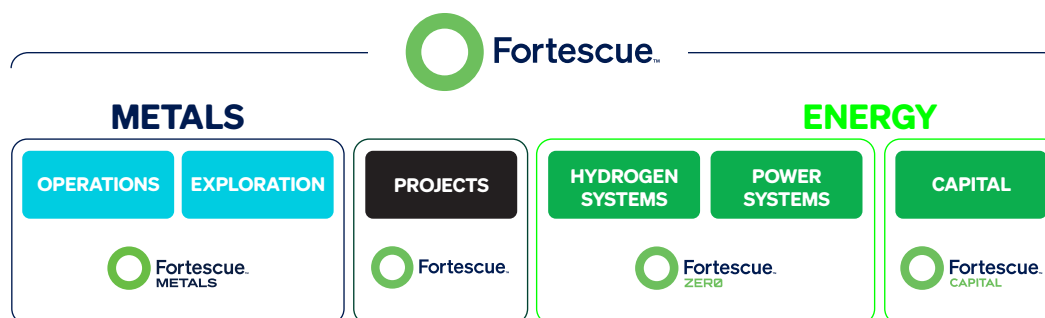 Fortescue™
METALS
ENERGY
OPERATIONS
EXPLORATION
PROJECTS
HYDROGEN
SYSTEMS
POWER
SYSTEMS
CAPITAL
Fortescue™
METALS
Fortescue™
Fortescue™
ZERØ
Fortescue™
CAPITAL